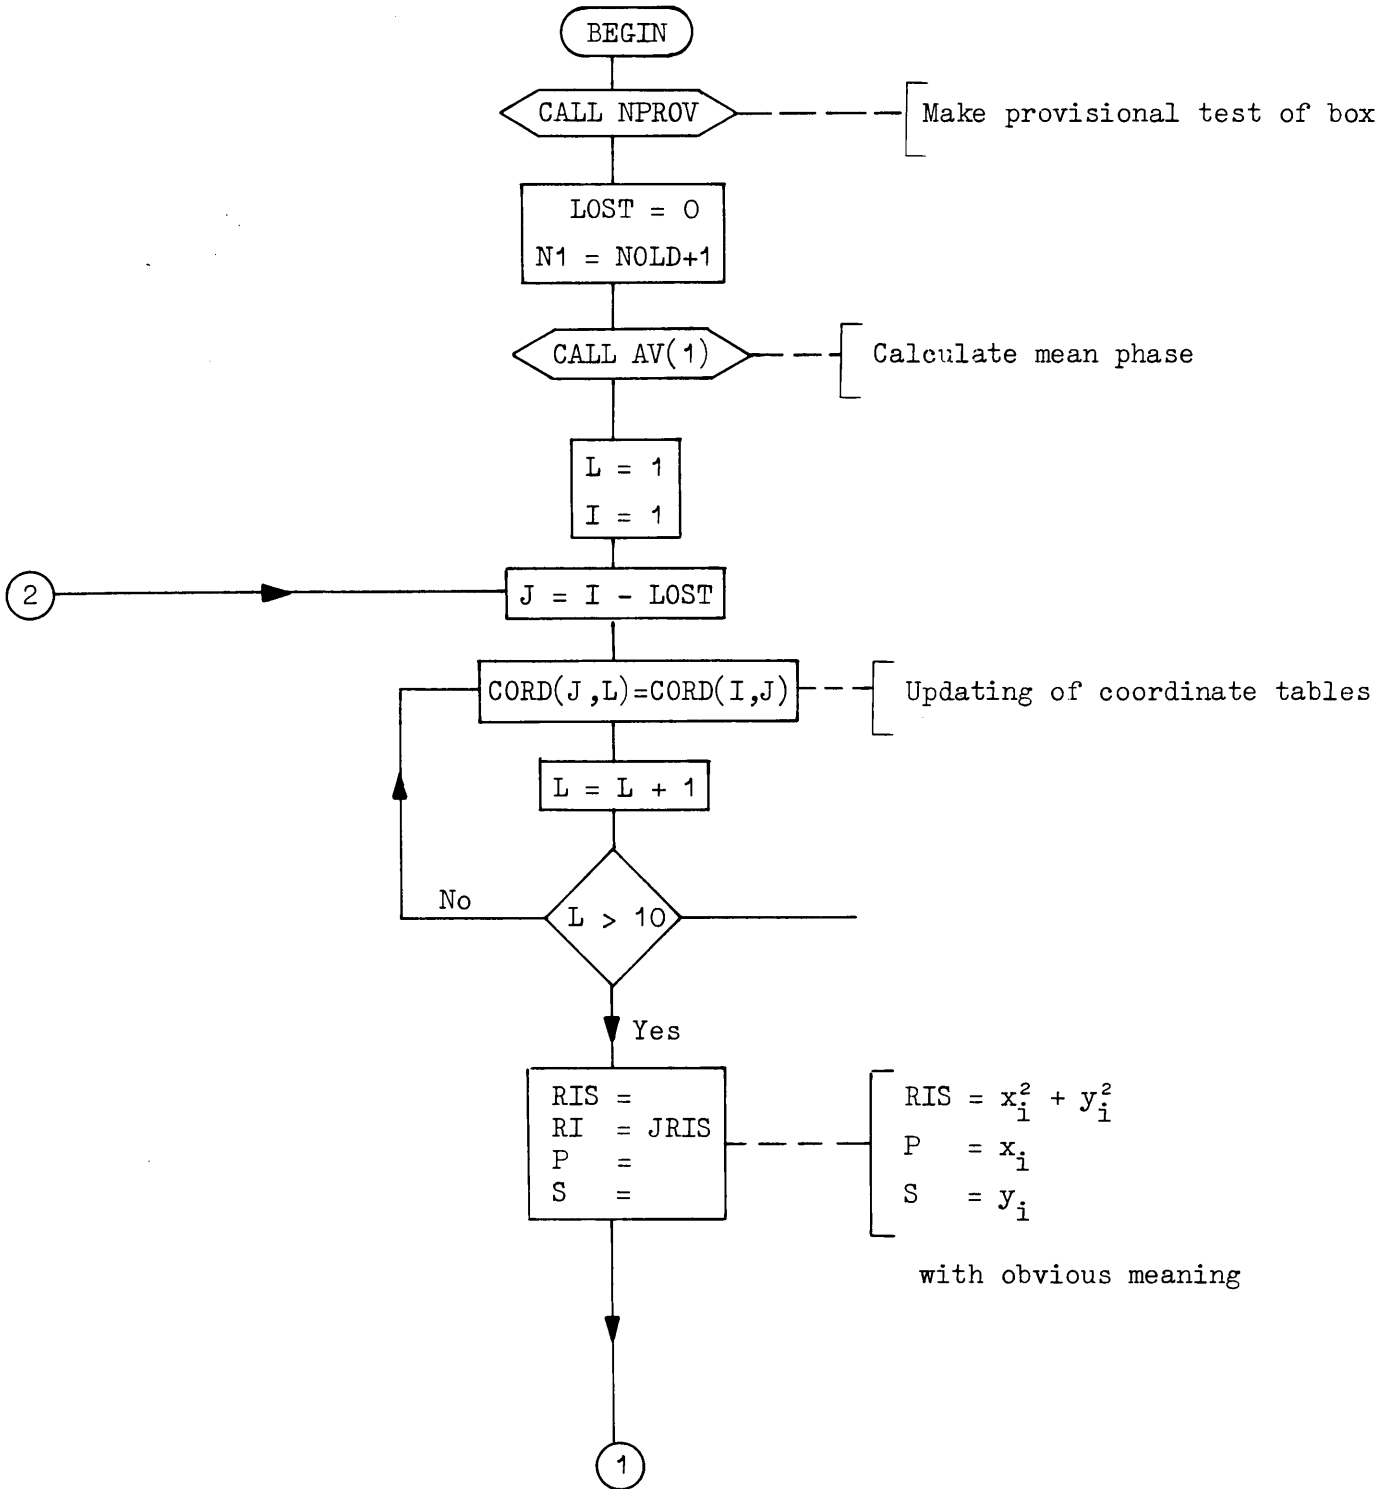 BEGIN
CALL NPROV
Make provisional test of box
LOST = 0
N1 = NOLD+1
CALL AV(1)
Calculate mean phase
L = 1
I = 1
2
J = I - LOST
CORD(J,L)=CORD(I,J)
Updating of coordinate tables
L = L + 1
No
L > 10
Yes
RIS =
RI = JRIS
P =
S =
RIS = x_i^2 + y_i^2
P = x_i
S = y_i
with obvious meaning
1